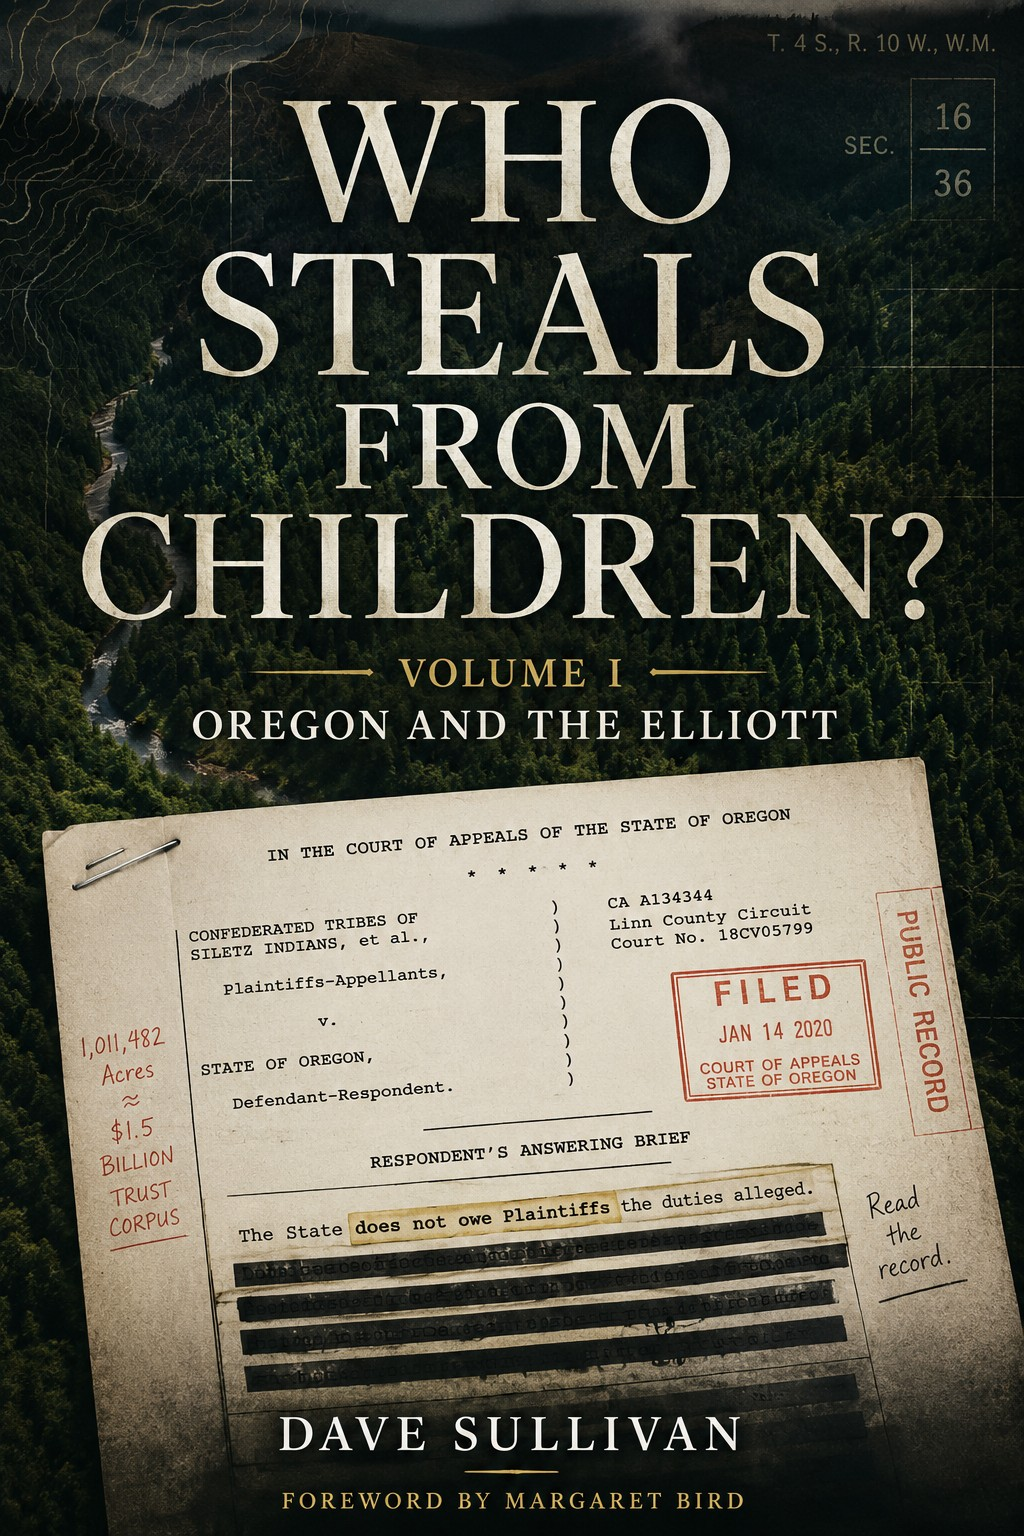 T. 4 S., R. 10 W., W.M.
SEC.
16
36
WHO
STEALS
FROM
CHILDREN?
VOLUME I
OREGON AND THE ELLIOTT
IN THE COURT OF APPEALS OF THE STATE OF OREGON
* * * * *
CONFEDERATED TRIBES OF
SILETZ INDIANS, et al.,
Plaintiffs-Appellants,
v.
STATE OF OREGON,
Defendant-Respondent.
)
)
)
)
)
)
)
)
)
)
CA A134344
Linn County Circuit
Court No. 18CV05799
FILED
JAN 14 2020
COURT OF APPEALS
STATE OF OREGON
PUBLIC RECORD
1,011,482
Acres
≈
$1.5
BILLION
TRUST
CORPUS
RESPONDENT'S ANSWERING BRIEF
The State does not owe Plaintiffs the duties alleged.
Read
the
record.
DAVE SULLIVAN
FOREWORD BY MARGARET BIRD